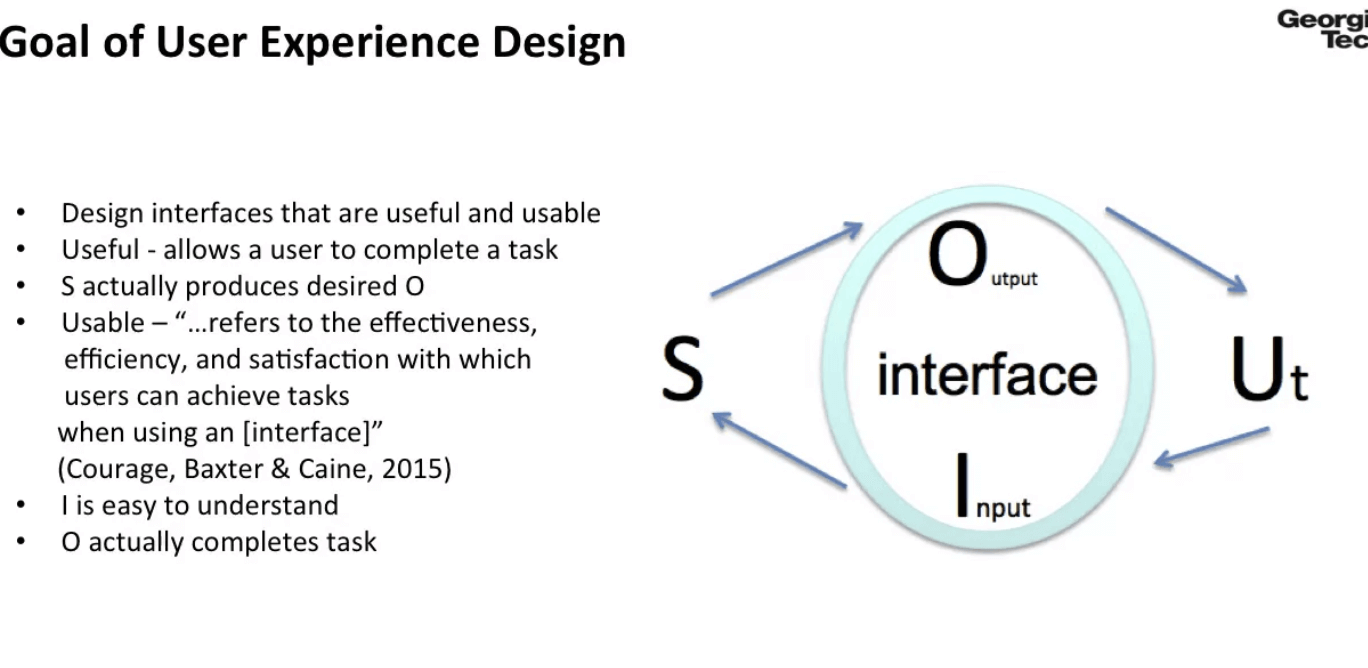 Goal of User Experience Design
Georgi
Tec
• Design interfaces that are useful and usable
• Useful - allows a user to complete a task
• S actually produces desired O
• Usable – “...refers to the effectiveness,
efficiency, and satisfaction with which
users can achieve tasks
when using an [interface]”
(Courage, Baxter & Caine, 2015)
• I is easy to understand
• O actually completes task
Output
S
interface
Ut
Input